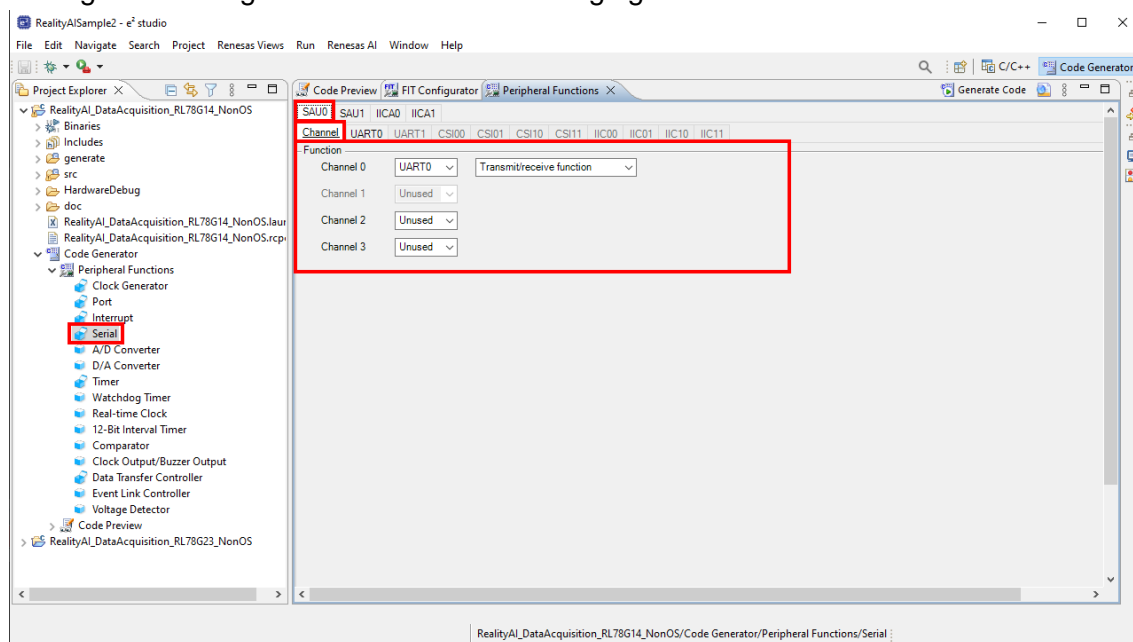 RealityAISample2 - e² studio
File Edit Navigate Search Project Renesas Views Run Renesas AI Window Help
C/C++ Code Generator
Project Explorer
Code Preview FIT Configurator Peripheral Functions
Generate Code
RealityAI_DataAcquisition_RL78G14_NonOS
Binaries
Includes
generate
src
HardwareDebug
doc
RealityAI_DataAcquisition_RL78G14_NonOS.laun
RealityAI_DataAcquisition_RL78G14_NonOS.rcp
Code Generator
Peripheral Functions
Clock Generator
Port
Interrupt
Serial
A/D Converter
D/A Converter
Timer
Watchdog Timer
Real-time Clock
12-Bit Interval Timer
Comparator
Clock Output/Buzzer Output
Data Transfer Controller
Event Link Controller
Voltage Detector
Code Preview
RealityAI_DataAcquisition_RL78G23_NonOS
SAU0 SAU1 IICA0 IICA1
Channel UART0 UART1 CSI00 CSI01 CSI10 CSI11 IIC00 IIC01 IIC10 IIC11
Function
Channel 0 UART0 Transmit/receive function
Channel 1 Unused
Channel 2 Unused
Channel 3 Unused
RealityAI_DataAcquisition_RL78G14_NonOS/Code Generator/Peripheral Functions/Serial